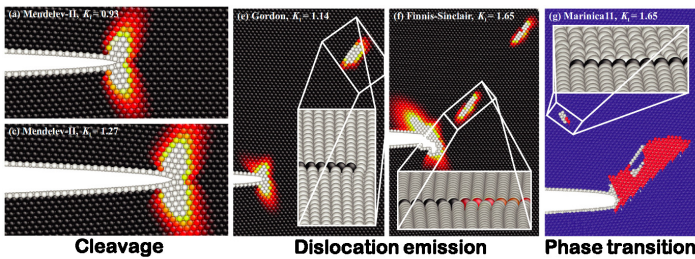 (a) Mendelev-II, K_I = 0.93
(c) Mendelev-II, K_I = 1.27
(e) Gordon, K_I = 1.14
(f) Finnis-Sinclair, K_I = 1.65
(g) Marinica11, K_I = 1.65
Cleavage
Dislocation emission
Phase transition